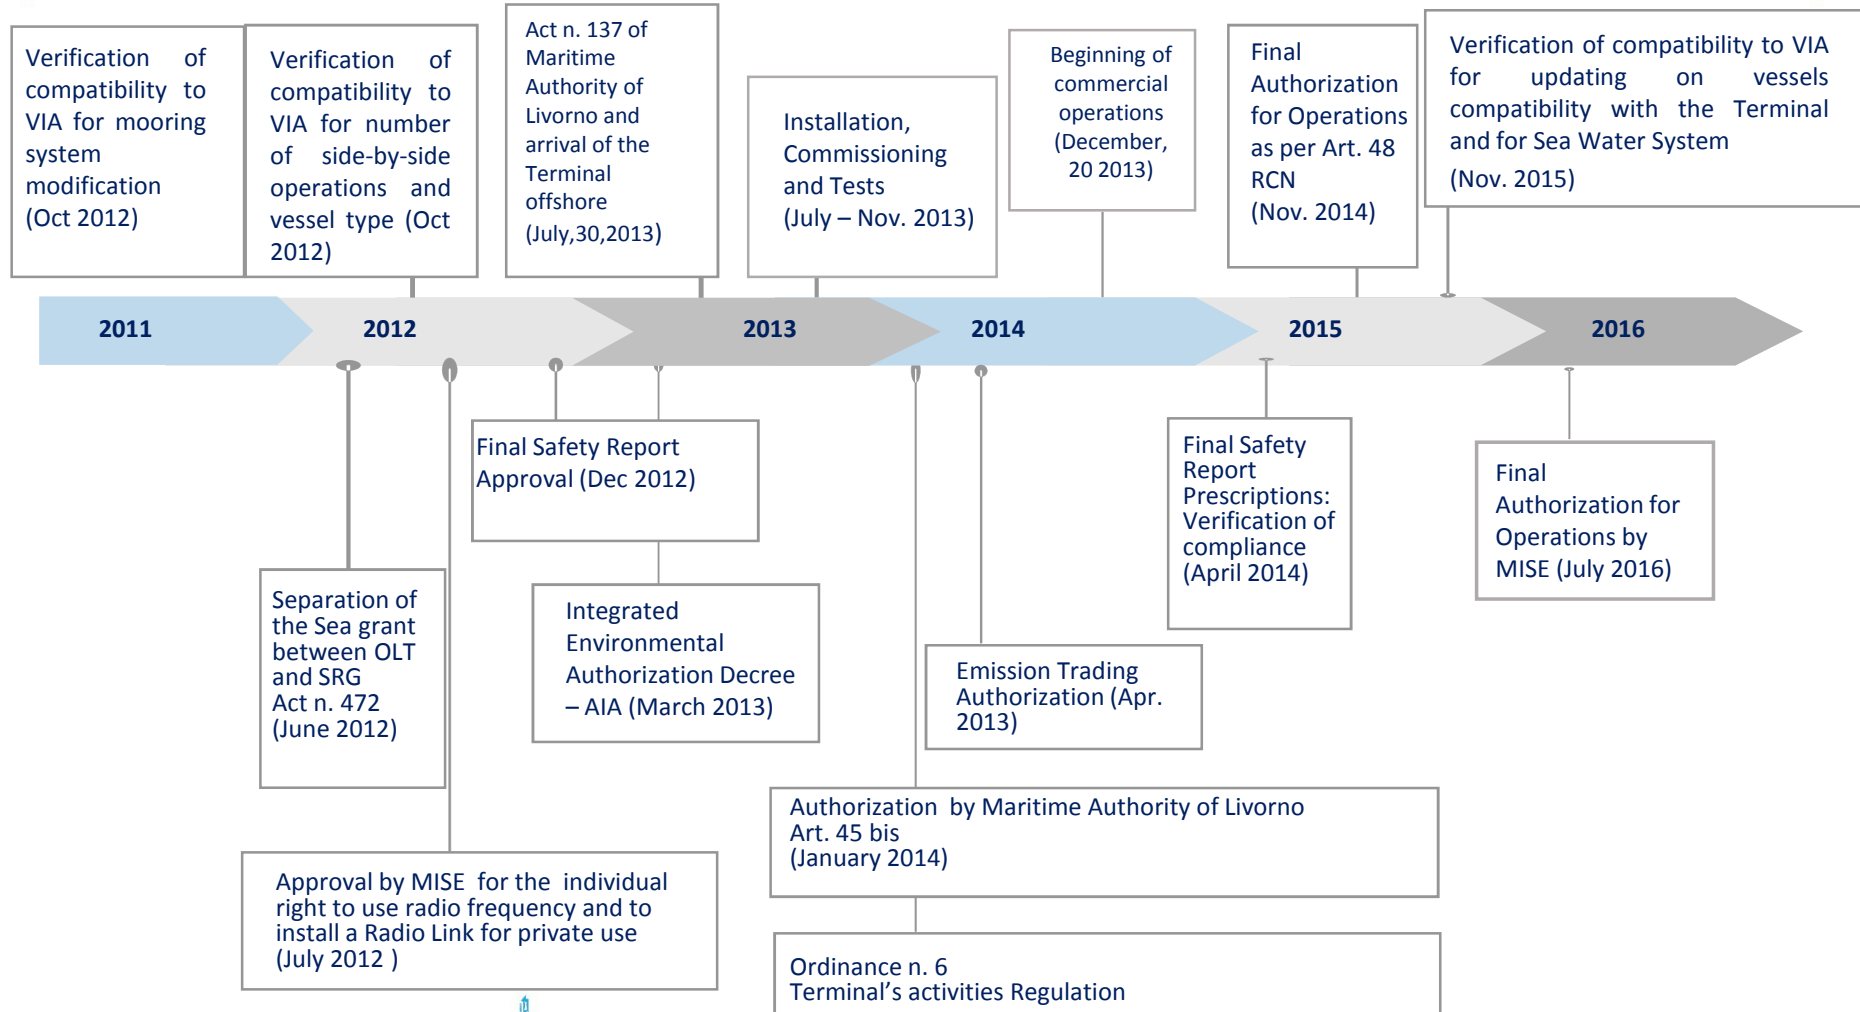 Verification of
compatibility to
VIA for mooring
system
modification
(Oct 2012)
Verification of
compatibility to
VIA for number
of side-by-side
operations and
vessel type (Oct
2012)
Act n. 137 of
Maritime
Authority of
Livorno and
arrival of the
Terminal
offshore
(July,30,2013)
Installation,
Commissioning
and Tests
(July – Nov. 2013)
Beginning of
commercial
operations
(December,
20 2013)
Final
Authorization
for Operations
as per Art. 48
RCN
(Nov. 2014)
Verification of compatibility to VIA
for updating on vessels
compatibility with the Terminal
and for Sea Water System
(Nov. 2015)
2011
2012
2013
2014
2015
2016
Separation of
the Sea grant
between OLT
and SRG
Act n. 472
(June 2012)
Approval by MISE for the individual
right to use radio frequency and to
install a Radio Link for private use
(July 2012 )
Final Safety Report
Approval (Dec 2012)
Integrated
Environmental
Authorization Decree
– AIA (March 2013)
Emission Trading
Authorization (Apr.
2013)
Authorization by Maritime Authority of Livorno
Art. 45 bis
(January 2014)
Ordinance n. 6
Terminal’s activities Regulation
Final Safety
Report
Prescriptions:
Verification of
compliance
(April 2014)
Final
Authorization for
Operations by
MISE (July 2016)